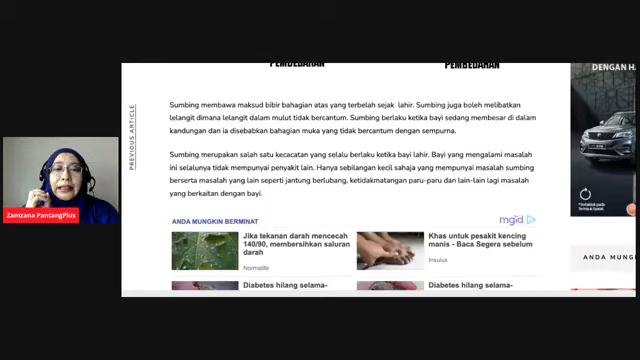 PEMBEDAHAN
PEMBEDAHAN
DENGAN HA
PREVIOUS ARTICLE
Sumbing membawa maksud bibir bahagian atas yang terbelah sejak lahir. Sumbing juga boleh melibatkan
lelangit dimana lelangit dalam mulut tidak bercantum. Sumbing berlaku ketika bayi sedang membesar di dalam
kandungan dan ia disebabkan bahagian muka yang tidak bercantum dengan sempurna.
Sumbing merupakan salah satu kecacatan yang selalu berlaku ketika bayi lahir. Bayi yang mengalami masalah
ini selalunya tidak mempunyai penyakit lain. Hanya sebilangan kecil sahaja yang mempunyai masalah sumbing
berserta masalah yang lain seperti jantung berlubang, ketidakmatangan paru-paru dan lain-lain lagi masalah
yang berkaitan dengan bayi.
Zamzana PantangPlus
ANDA MUNGKIN BERMINAT
mgid
Jika tekanan darah mencecah
140/90, membersihkan saluran
darah
Normalife
Khas untuk pesakit kencing
manis - Baca Segera sebelum
Insulux
Diabetes hilang selama-
Diabetes hilang selama-
ANDA MUNG